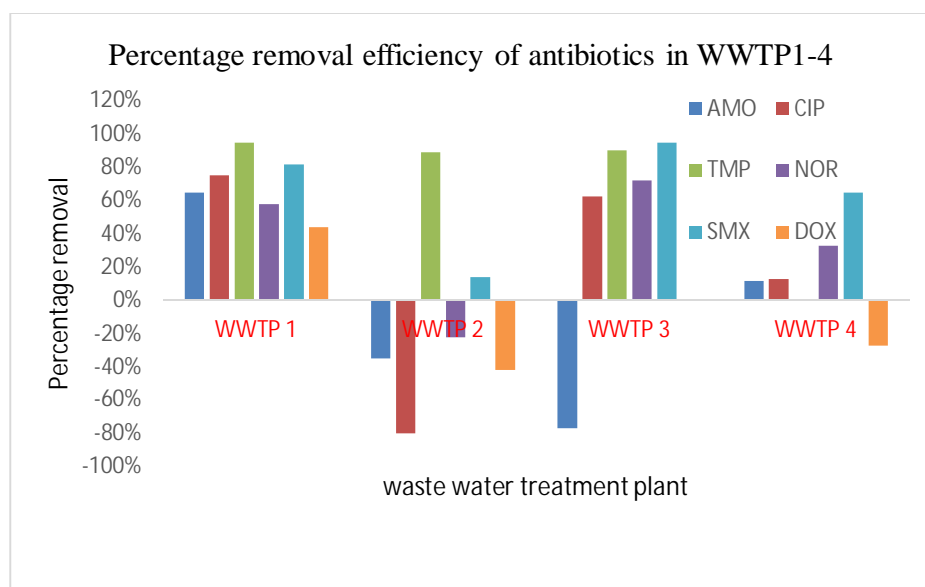 Percentage removal efficiency of antibiotics in WWTP1-4
120%
100%
80%
60%
40%
20%
0%
-20%
-40%
-60%
-80%
-100%
Percentage removal
AMO CIP
TMP NOR
SMX DOX
WWTP 1 WWTP 2 WWTP 3 WWTP 4
waste water treatment plant